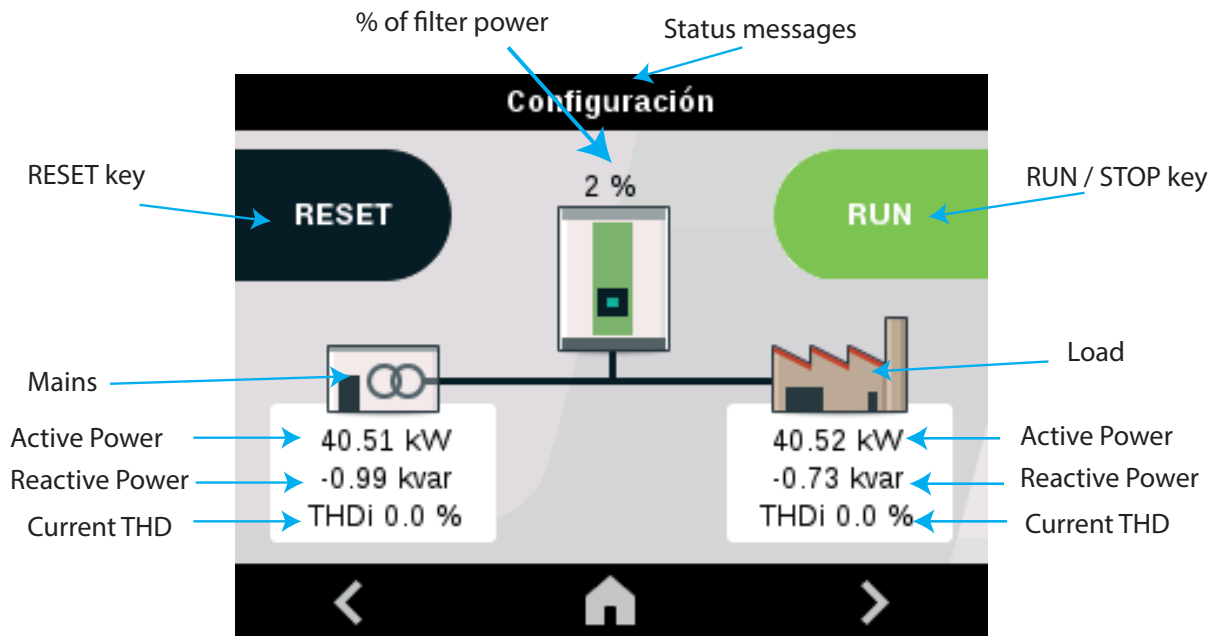 % of filter power
Status messages
Configuración
RESET key
2 %
RUN / STOP key
RESET
RUN
Mains
Load
Active Power
40.51 kW
40.52 kW
Active Power
Reactive Power
-0.99 kvar
-0.73 kvar
Reactive Power
Current THD
THDi 0.0 %
THDi 0.0 %
Current THD